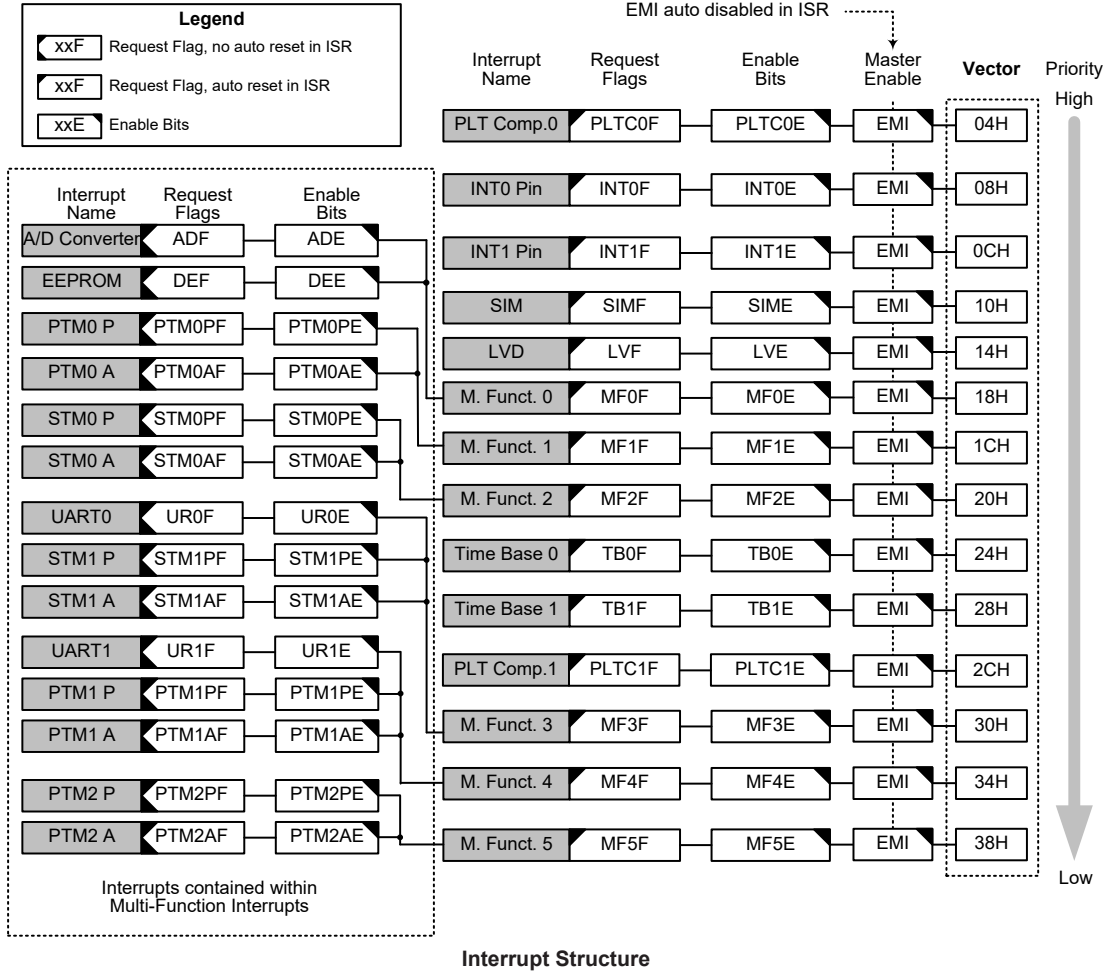 EMI auto disabled in ISR
Legend
xxF Request Flag, no auto reset in ISR
xxF Request Flag, auto reset in ISR
xxE Enable Bits
Interrupt Name Request Flags Enable Bits Master Enable Vector Priority
High
PLT Comp.0 PLTC0F PLTC0E EMI 04H
INT0 Pin INT0F INT0E EMI 08H
INT1 Pin INT1F INT1E EMI 0CH
SIM SIMF SIME EMI 10H
LVD LVF LVE EMI 14H
M. Funct. 0 MF0F MF0E EMI 18H
M. Funct. 1 MF1F MF1E EMI 1CH
M. Funct. 2 MF2F MF2E EMI 20H
Time Base 0 TB0F TB0E EMI 24H
Time Base 1 TB1F TB1E EMI 28H
PLT Comp.1 PLTC1F PLTC1E EMI 2CH
M. Funct. 3 MF3F MF3E EMI 30H
M. Funct. 4 MF4F MF4E EMI 34H
M. Funct. 5 MF5F MF5E EMI 38H
Low
Interrupt Name Request Flags Enable Bits
A/D Converter ADF ADE
EEPROM DEF DEE
PTM0 P PTM0PF PTM0PE
PTM0 A PTM0AF PTM0AE
STM0 P STM0PF STM0PE
STM0 A STM0AF STM0AE
UART0 UR0F UR0E
STM1 P STM1PF STM1PE
STM1 A STM1AF STM1AE
UART1 UR1F UR1E
PTM1 P PTM1PF PTM1PE
PTM1 A PTM1AF PTM1AE
PTM2 P PTM2PF PTM2PE
PTM2 A PTM2AF PTM2AE
Interrupts contained within
Multi-Function Interrupts
Interrupt Structure